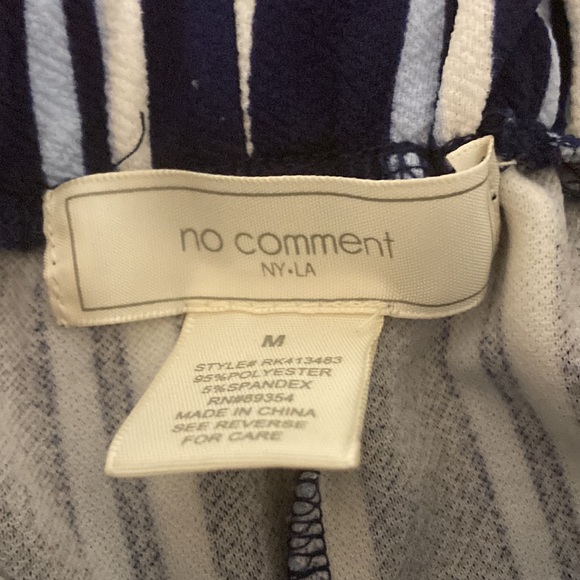 no comment
NY•LA
M
STYLE# RK413483
95%POLYESTER
5%SPANDEX
RN#89354
MADE IN CHINA
SEE REVERSE
FOR CARE